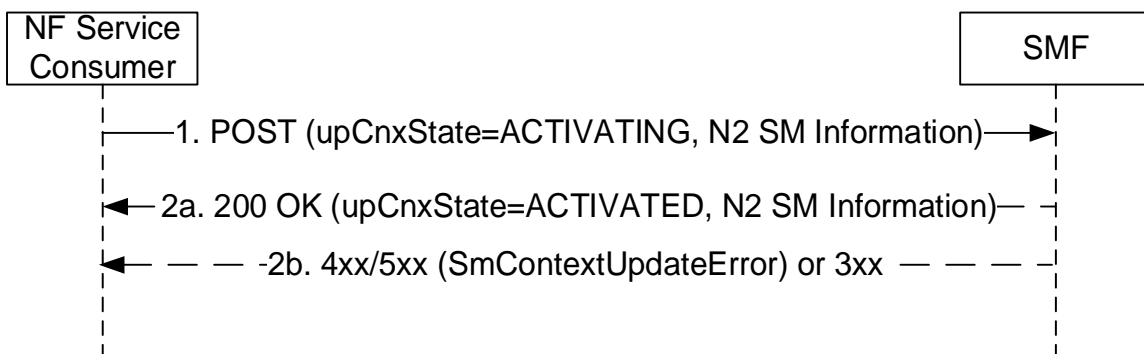 NF Service
Consumer
SMF
1. POST (upCnxState=ACTIVATING, N2 SM Information)
2a. 200 OK (upCnxState=ACTIVATED, N2 SM Information)
2b. 4xx/5xx (SmContextUpdateError) or 3xx